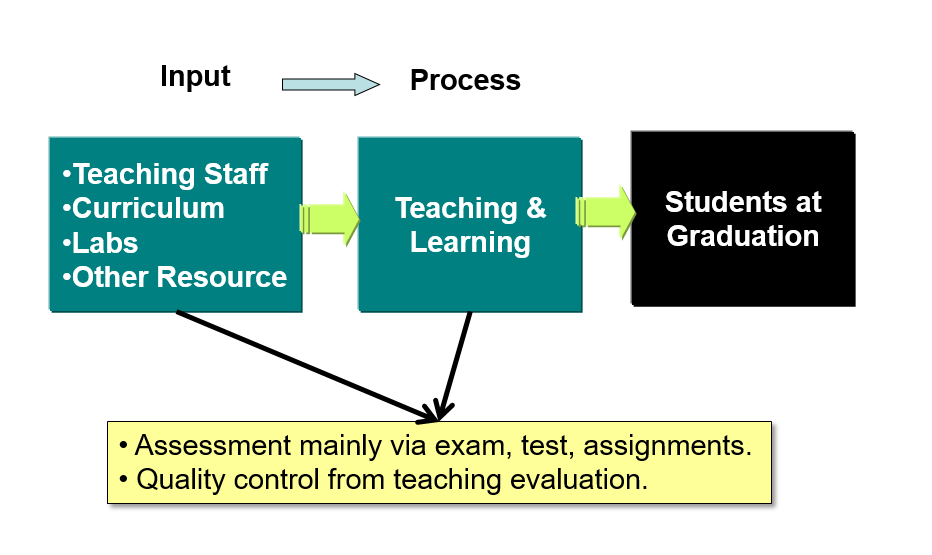 Input
Process
•Teaching Staff
•Curriculum
•Labs
•Other Resource
Teaching &
Learning
Students at
Graduation
• Assessment mainly via exam, test, assignments.
• Quality control from teaching evaluation.